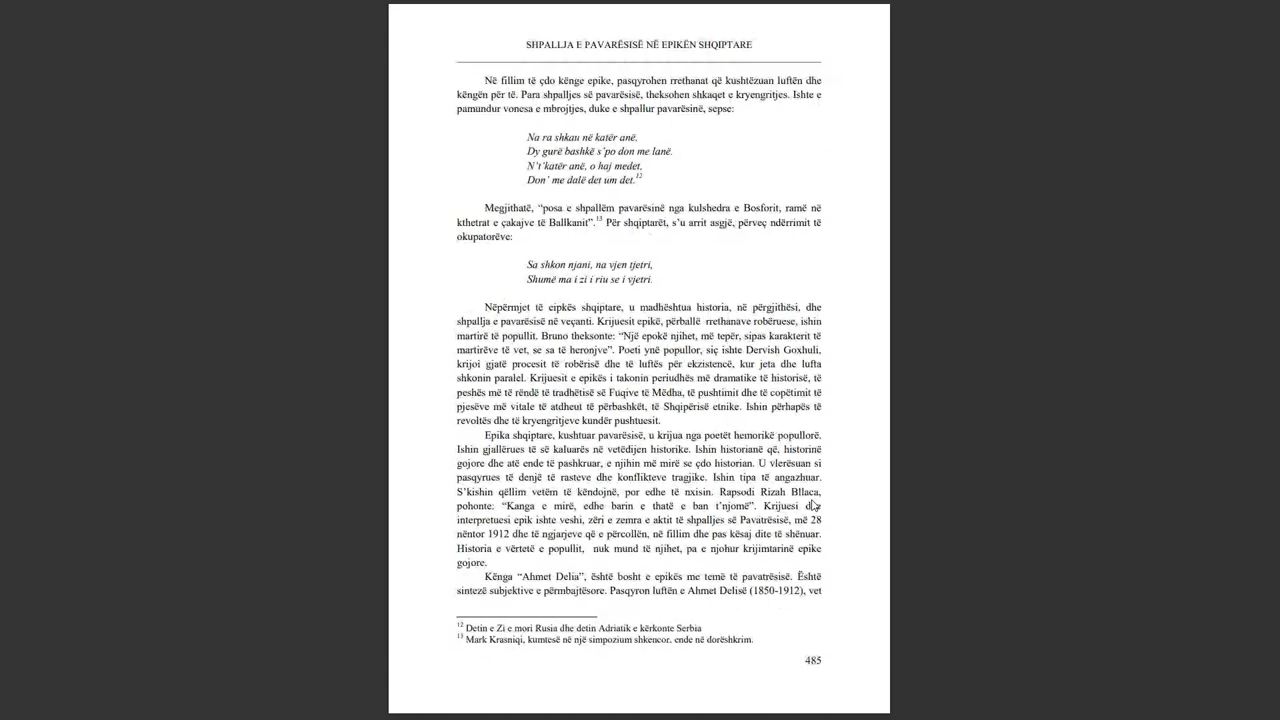 SHPALLJA E PAVARËSISË NË EPIKËN SHQIPTARE
Në fillim të çdo kënge epike, pasqyrohen rrethanat që kushtëzuan luftën dhe
këngën për të. Para shpalljes së pavarësisë, theksohen shkaqet e kryengritjes. Ishte e
pamundur vonesa e mbrojtjes, duke e shpallur pavarësinë, sepse:
Na ra shkau në katër anë,
Dy gurë bashkë s’po don me lanë.
N’t’katër anë, o haj medet,
Don’ me dalë det um det.12
Megjithatë, “posa e shpallëm pavarësinë nga kulshedra e Bosforit, ramë në
kthetrat e çakajve të Ballkanit”.13 Për shqiptarët, s’u arrit asgjë, përveç ndërrimit të
okupatorëve:
Sa shkon njani, na vjen tjetri,
Shumë ma i zi i riu se i vjetri.
Nëpërmjet të eipkës shqiptare, u madhështua historia, në përgjithësi, dhe
shpallja e pavarësisë në veçanti. Krijuesit epikë, përballë rrethanave robëruese, ishin
martirë të popullit. Bruno theksonte: “Një epokë njihet, më tepër, sipas karakterit të
martirëve të vet, se sa të heronjve”. Poeti ynë popullor, siç ishte Dervish Goxhuli,
krijoi gjatë procesit të robërisë dhe të luftës për ekzistencë, kur jeta dhe lufta
shkonin paralel. Krijuesit e epikës i takonin periudhës më dramatike të historisë, të
peshës më të rëndë të tradhëtisë së Fuqive të Mëdha, të pushtimit dhe të copëtimit të
pjesëve më vitale të atdheut të përbashkët, të Shqipërisë etnike. Ishin përhapës të
revoltës dhe të kryengritjeve kundër pushtuesit.
Epika shqiptare, kushtuar pavarësisë, u krijua nga poetët hemorikë popullorë.
Ishin gjallërues të së kaluarës në vetëdijen historike. Ishin historianë që, historinë
gojore dhe atë ende të pashkruar, e njihin më mirë se çdo historian. U vlerësuan si
pasqyrues të denjë të rasteve dhe konflikteve tragjike. Ishin tipa të angazhuar.
S’kishin qëllim vetëm të këndojnë, por edhe të nxisin. Rapsodi Rizah Bllaca,
pohonte: “Kanga e mirë, edhe barin e thatë e ban t’njomë”. Krijuesi dhe
interpretuesi epik ishte veshi, zëri e zemra e aktit të shpalljes së Pavatrësisë, më 28
nëntor 1912 dhe të ngjarjeve që e përcollën, në fillim dhe pas kësaj dite të shënuar.
Historia e vërtetë e popullit, nuk mund të njihet, pa e njohur krijimtarinë epike
gojore.
Kënga “Ahmet Delia”, është bosht e epikës me temë të pavatrësisë. Është
sintezë subjektive e përmbajtësore. Pasqyron luftën e Ahmet Delisë (1850-1912), vet
12 Detin e Zi e mori Rusia dhe detin Adriatik e kërkonte Serbia
13 Mark Krasniqi, kumtesë në një simpozium shkencor, ende në dorëshkrim.
485